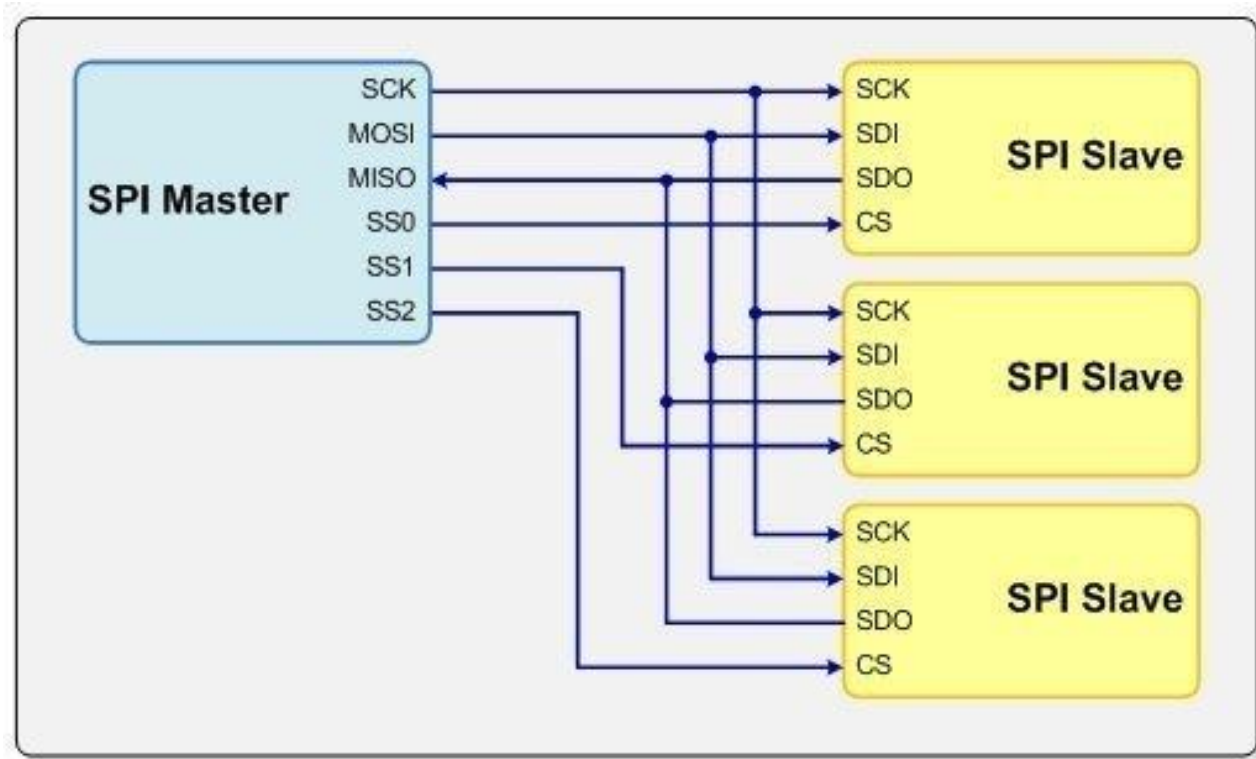 SPI Master
SCK
MOSI
MISO
SS0
SS1
SS2
SCK
SDI
SDO
CS
SPI Slave
SCK
SDI
SDO
CS
SPI Slave
SCK
SDI
SDO
CS
SPI Slave